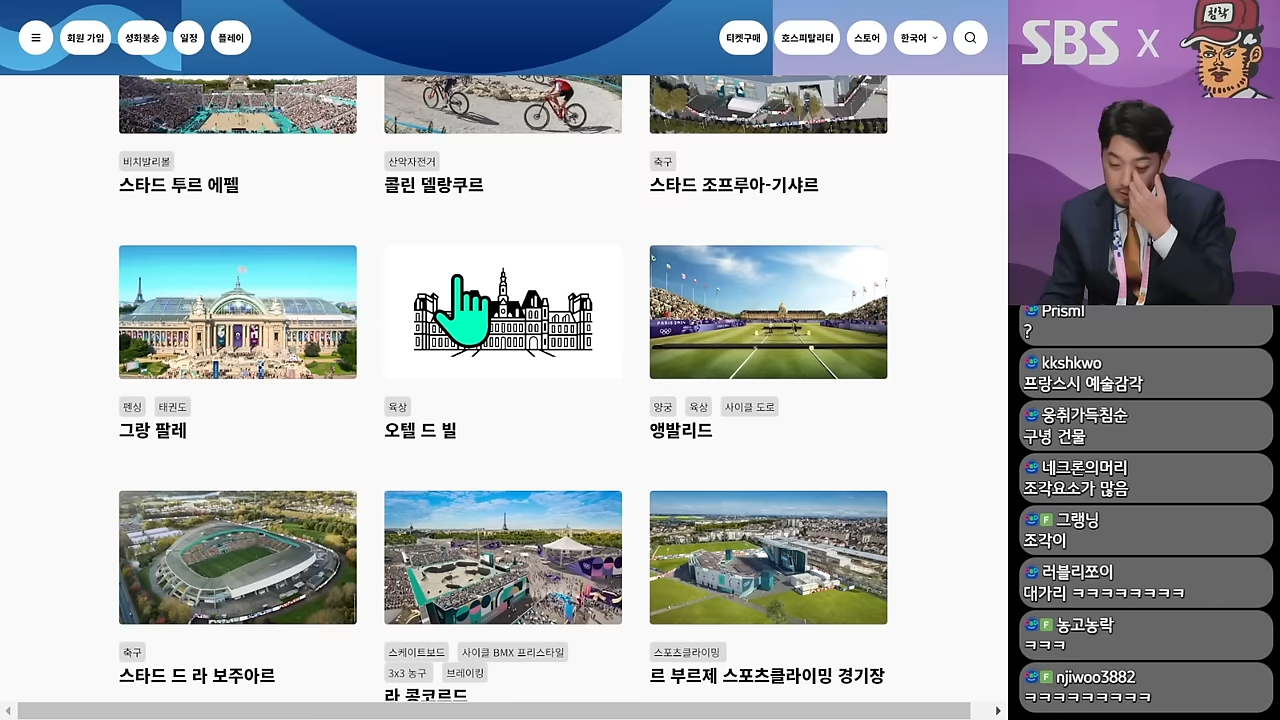 회원 가입
성화봉송
일정
플레이
티켓구매
호스피탈리티
스토어
한국어
SBS X
침략
비치발리볼
스타드 투르 에펠
산악자전거
콜린 델랑쿠르
축구
스타드 조프루아-기샤르
펜싱
태권도
그랑 팔레
육상
오텔 드 빌
양궁
육상
사이클 도로
앵발리드
축구
스타드 드 라 보주아르
스케이트보드
사이클 BMX 프리스타일
3x3 농구
브레이킹
라 콩코르드
스포츠클라이밍
르 부르제 스포츠클라이밍 경기장
Prisml
?
kkshkwo
프랑스시 예술감각
웅취가득침순
구녕 건물
네크론의머리
조각요소가 많음
그랭닝
조각이
러블리쪼이
대가리 ㅋㅋㅋㅋㅋㅋㅋㅋ
농고농락
ㅋㅋㅋ
njiwoo3882
ㅋㅋㅋㅋㅋㅋㅋㅋㅋ